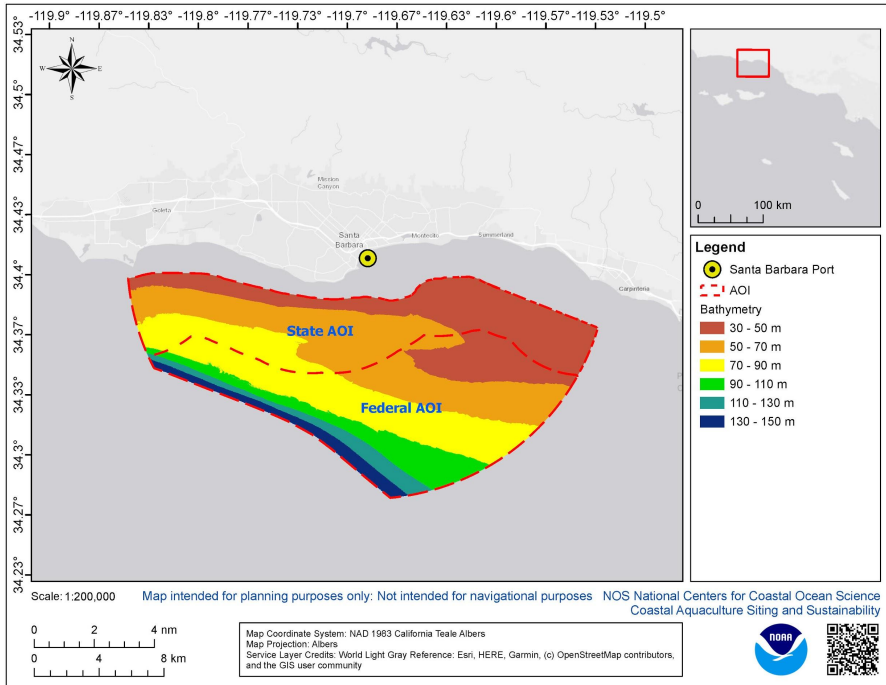 -119.9° -119.87° -119.83° -119.8° -119.77° -119.73° -119.7° -119.67° -119.63° -119.6° -119.57° -119.53° -119.5°
34.53°
34.5°
34.47°
34.43°
34.4°
34.37°
34.33°
34.3°
34.27°
34.23°
N
W E
S
Mission
Canyon
Goleta
Santa
Barbara
Montecito
Summerland
Carpinteria
State AOI
Federal AOI
0 100 km
Legend
Santa Barbara Port
AOI
Bathymetry
30 - 50 m
50 - 70 m
70 - 90 m
90 - 110 m
110 - 130 m
130 - 150 m
Scale: 1:200,000
Map intended for planning purposes only: Not intended for navigational purposes
NOS National Centers for Coastal Ocean Science
Coastal Aquaculture Siting and Sustainability
0 2 4 nm
0 4 8 km
Map Coordinate System: NAD 1983 California Teale Albers
Map Projection: Albers
Service Layer Credits: World Light Gray Reference: Esri, HERE, Garmin, (c) OpenStreetMap contributors,
and the GIS user community
NOAA